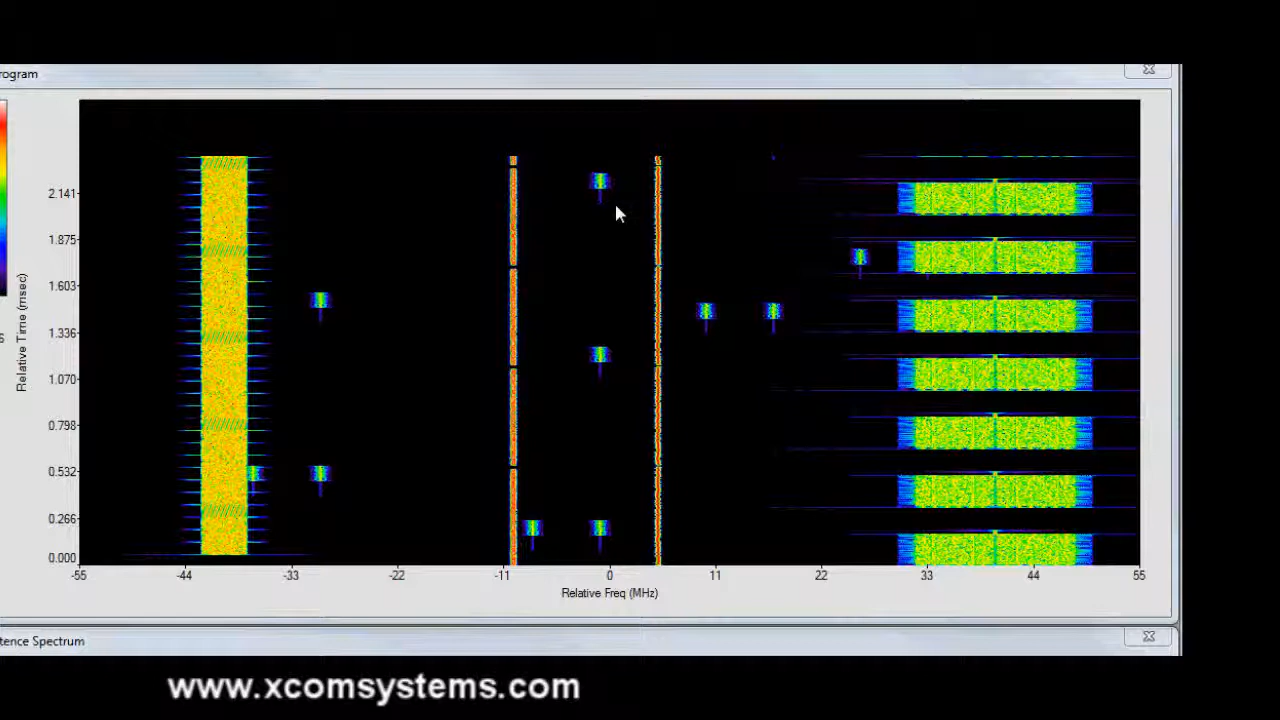 rogram
2.141
1.875
1.603
1.336
1.070
0.798
0.532
0.266
0.000
Relative Time (msec)
-55 -44 -33 -22 -11 0 11 22 33 44 55
Relative Freq (MHz)
tence Spectrum
www.xcomsystems.com